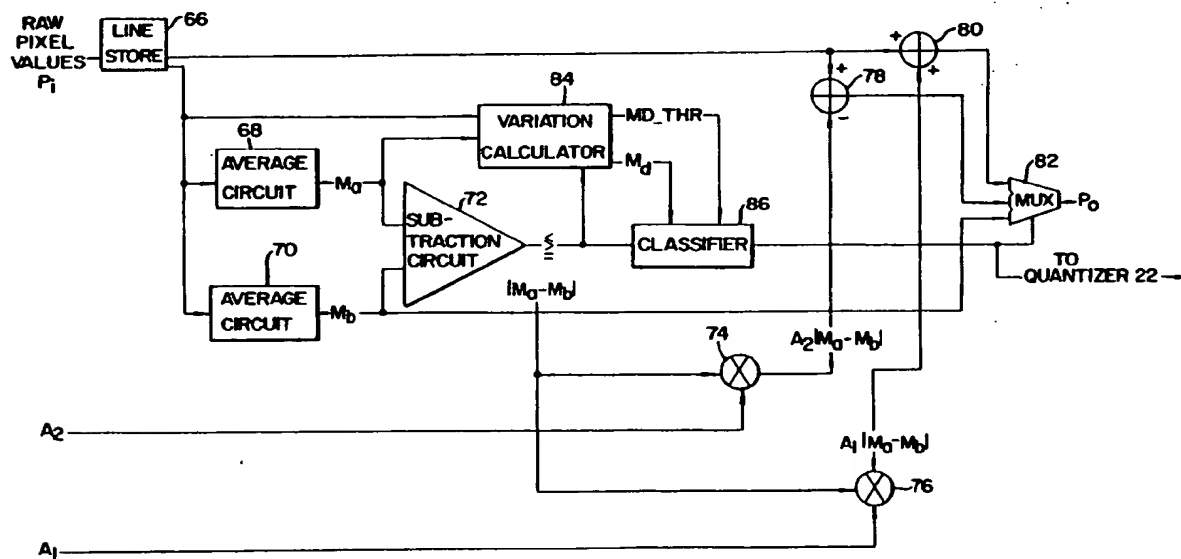 RAW
PIXEL
VALUES
Pi
LINE
STORE
66
80
+
+
+
78
-
84
VARIATION
CALCULATOR
MD_THR
Md
68
AVERAGE
CIRCUIT
Ma
72
SUB-
TRACTION
CIRCUIT
≤
|Ma-Mb|
86
CLASSIFIER
82
MUX
Po
TO
QUANTIZER 22
70
AVERAGE
CIRCUIT
Mb
74
A2|Ma-Mb|
A2
A1 |Ma-Mb|
76
A1